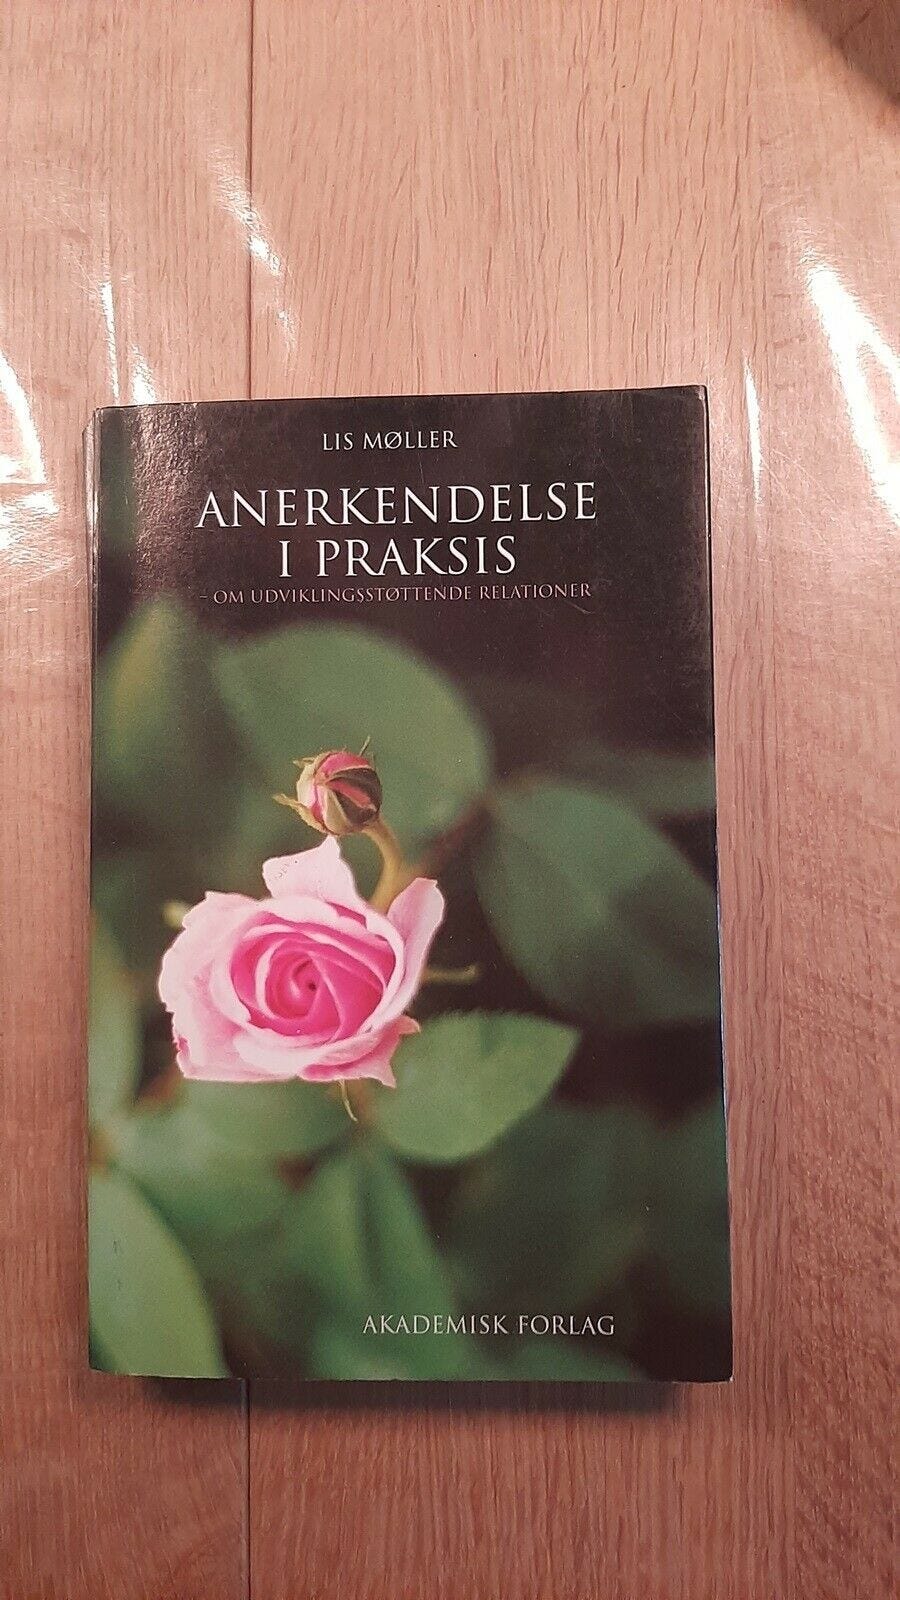 LIS MØLLER
ANERKENDELSE
I PRAKSIS
– OM UDVIKLINGSSTØTTENDE RELATIONER
AKADEMISK FORLAG